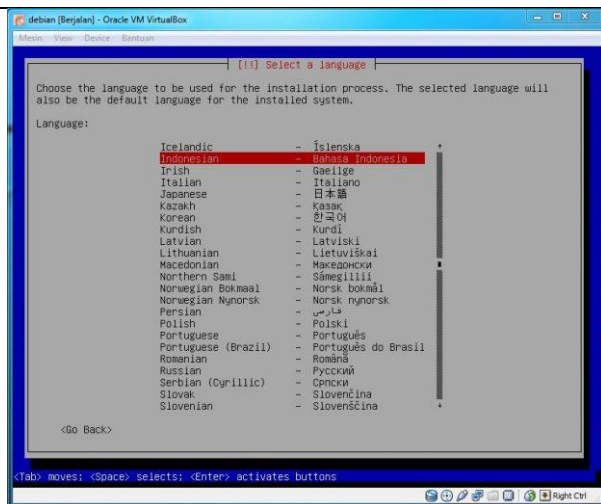 debian [Berjalan] - Oracle VM VirtualBox
Mesin View Device Bantuan
[!!] Select a language
Choose the language to be used for the installation process. The selected language will
also be the default language for the installed system.
Language:
Icelandic - Íslenska
Indonesian - Bahasa Indonesia
Irish - Gaeilge
Italian - Italiano
Japanese - 日本語
Kazakh - Қазақ
Korean - 한국어
Kurdish - Kurdî
Latvian - Latviski
Lithuanian - Lietuviškai
Macedonian - Македонски
Northern Sami - Sámegillii
Norwegian Bokmaal - Norsk bokmål
Norwegian Nynorsk - Norsk nynorsk
Persian - فارسی
Polish - Polski
Portuguese - Português
Portuguese (Brazil) - Português do Brasil
Romanian - Română
Russian - Русский
Serbian (Cyrillic) - Српски
Slovak - Slovenčina
Slovenian - Slovenščina
<Go Back>
<Tab> moves; <Space> selects; <Enter> activates buttons
Right Ctrl